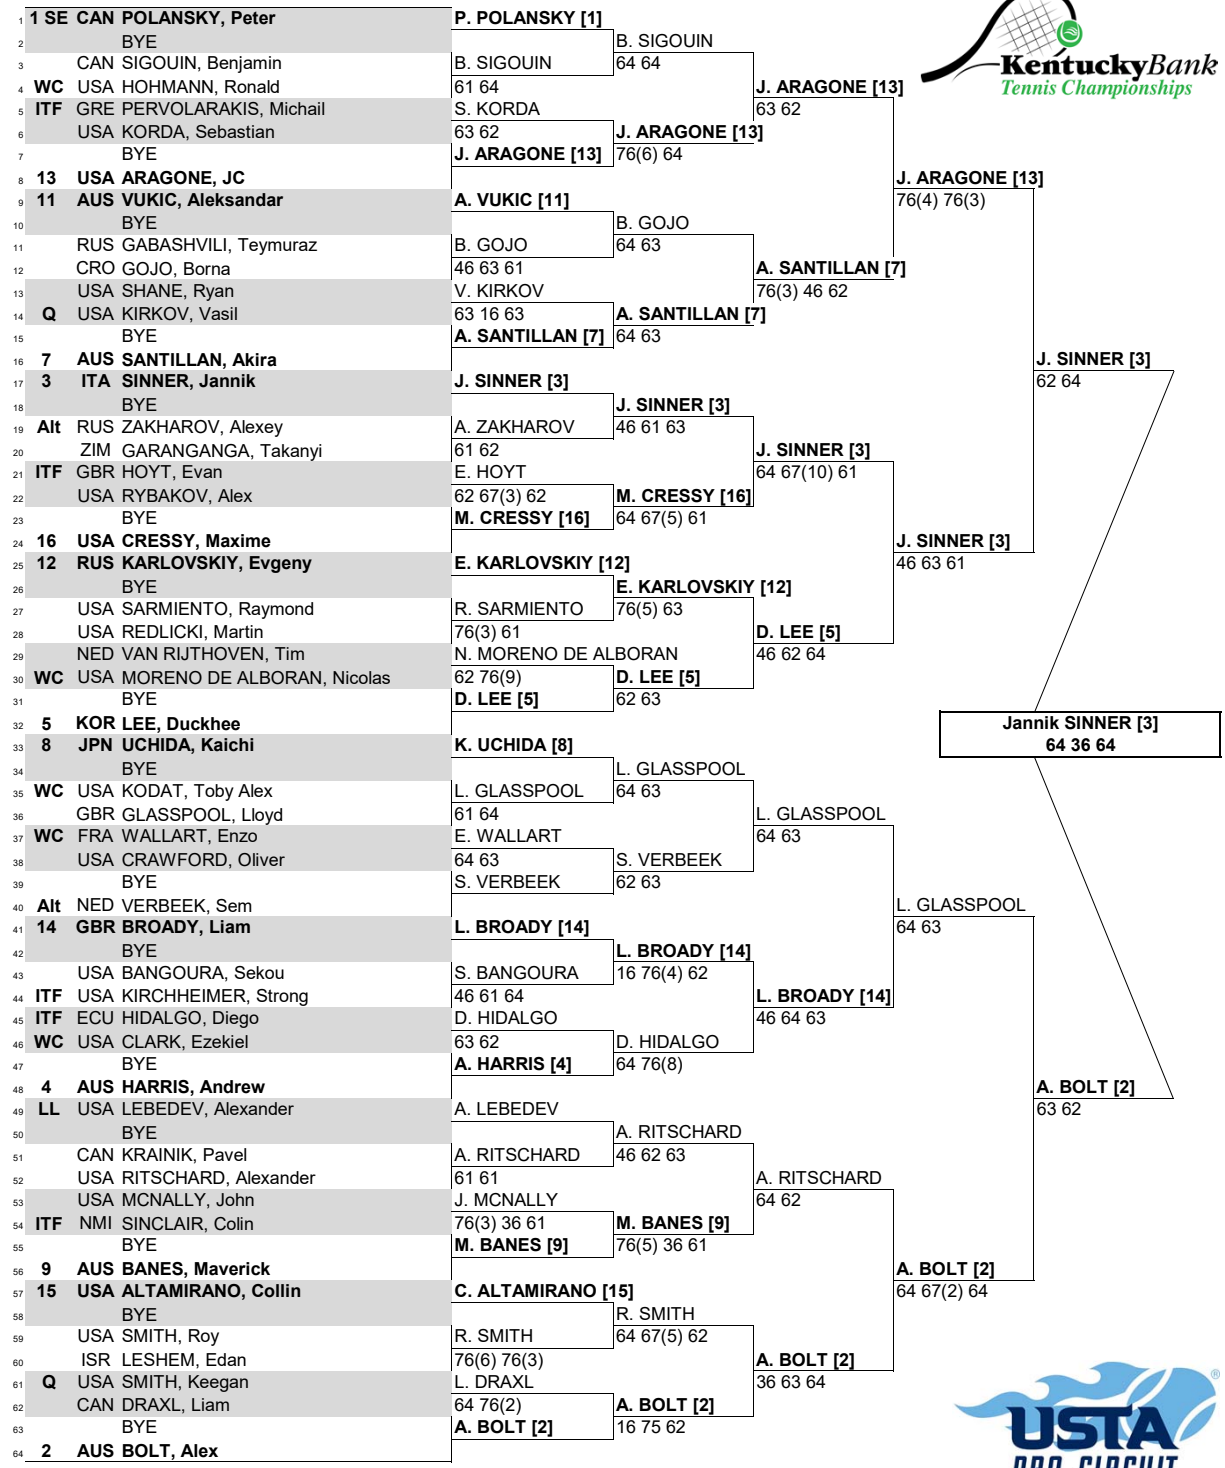 1 1 SE CAN POLANSKY, Peter P. POLANSKY [1]
2 BYE B. SIGOUIN
3 CAN SIGOUIN, Benjamin B. SIGOUIN 64 64
KentuckyBank
4 WC USA HOHMANN, Ronald 61 64 J. ARAGONE [13]
Tennis Championships
5 ITF GRE PERVOLARAKIS, Michail S. KORDA 63 62
6 USA KORDA, Sebastian 63 62 J. ARAGONE [13]
7 BYE J. ARAGONE [13] 76(6) 64
8 13 USA ARAGONE, JC J. ARAGONE [13]
9 11 AUS VUKIC, Aleksandar A. VUKIC [11] 76(4) 76(3)
10 BYE B. GOJO
11 RUS GABASHVILI, Teymuraz B. GOJO 64 63
12 CRO GOJO, Borna 46 63 61 A. SANTILLAN [7]
13 USA SHANE, Ryan V. KIRKOV 76(3) 46 62
14 Q USA KIRKOV, Vasil 63 16 63 A. SANTILLAN [7]
15 BYE A. SANTILLAN [7] 64 63
16 7 AUS SANTILLAN, Akira J. SINNER [3]
17 3 ITA SINNER, Jannik J. SINNER [3] 62 64
18 BYE J. SINNER [3]
19 Alt RUS ZAKHAROV, Alexey A. ZAKHAROV 46 61 63
20 ZIM GARANGANGA, Takanyi 61 62 J. SINNER [3]
21 ITF GBR HOYT, Evan E. HOYT 64 67(10) 61
22 USA RYBAKOV, Alex 62 67(3) 62 M. CRESSY [16]
23 BYE M. CRESSY [16] 64 67(5) 61
24 16 USA CRESSY, Maxime J. SINNER [3]
25 12 RUS KARLOVSKIY, Evgeny E. KARLOVSKIY [12] 46 63 61
26 BYE E. KARLOVSKIY [12]
27 USA SARMIENTO, Raymond R. SARMIENTO 76(5) 63
28 USA REDLICKI, Martin 76(3) 61 D. LEE [5]
29 NED VAN RIJTHOVEN, Tim N. MORENO DE ALBORAN 46 62 64
30 WC USA MORENO DE ALBORAN, Nicolas 62 76(9) D. LEE [5]
31 BYE D. LEE [5] 62 63
32 5 KOR LEE, Duckhee Jannik SINNER [3]
33 8 JPN UCHIDA, Kaichi K. UCHIDA [8] 64 36 64
34 BYE L. GLASSPOOL
35 WC USA KODAT, Toby Alex L. GLASSPOOL 64 63
36 GBR GLASSPOOL, Lloyd 61 64 L. GLASSPOOL
37 WC FRA WALLART, Enzo E. WALLART 64 63
38 USA CRAWFORD, Oliver 64 63 S. VERBEEK
39 BYE S. VERBEEK 62 63
40 Alt NED VERBEEK, Sem L. GLASSPOOL
41 14 GBR BROADY, Liam L. BROADY [14] 64 63
42 BYE L. BROADY [14]
43 USA BANGOURA, Sekou S. BANGOURA 16 76(4) 62
44 ITF USA KIRCHHEIMER, Strong 46 61 64 L. BROADY [14]
45 ITF ECU HIDALGO, Diego D. HIDALGO 46 64 63
46 WC USA CLARK, Ezekiel 63 62 D. HIDALGO
47 BYE A. HARRIS [4] 64 76(8)
48 4 AUS HARRIS, Andrew A. BOLT [2]
49 LL USA LEBEDEV, Alexander A. LEBEDEV 63 62
50 BYE A. RITSCHARD
51 CAN KRAINIK, Pavel A. RITSCHARD 46 62 63
52 USA RITSCHARD, Alexander 61 61 A. RITSCHARD
53 USA MCNALLY, John J. MCNALLY 64 62
54 ITF NMI SINCLAIR, Colin 76(3) 36 61 M. BANES [9]
55 BYE M. BANES [9] 76(5) 36 61
56 9 AUS BANES, Maverick A. BOLT [2]
57 15 USA ALTAMIRANO, Collin C. ALTAMIRANO [15] 64 67(2) 64
58 BYE R. SMITH
59 USA SMITH, Roy R. SMITH 64 67(5) 62
60 ISR LESHEM, Edan 76(6) 76(3) A. BOLT [2]
61 Q USA SMITH, Keegan L. DRAXL 36 63 64
62 CAN DRAXL, Liam 64 76(2) A. BOLT [2]
63 BYE A. BOLT [2] 16 75 62
64 2 AUS BOLT, Alex
®
USTA
PRO CIRCUIT